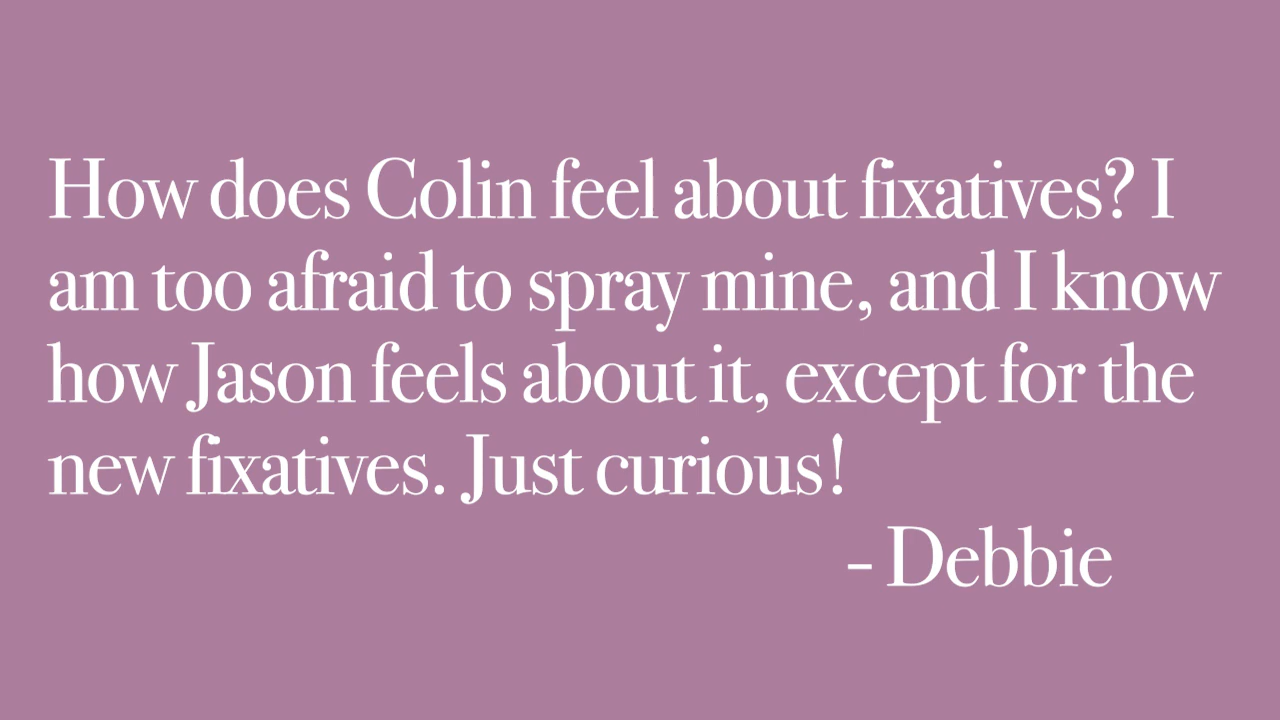 How does Colin feel about fixatives? I
am too afraid to spray mine, and I know
how Jason feels about it, except for the
new fixatives. Just curious!
– Debbie